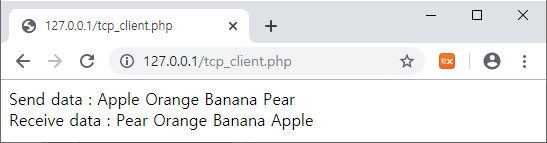 127.0.0.1/tcp_client.php
127.0.0.1/tcp_client.php
Send data : Apple Orange Banana Pear
Receive data : Pear Orange Banana Apple